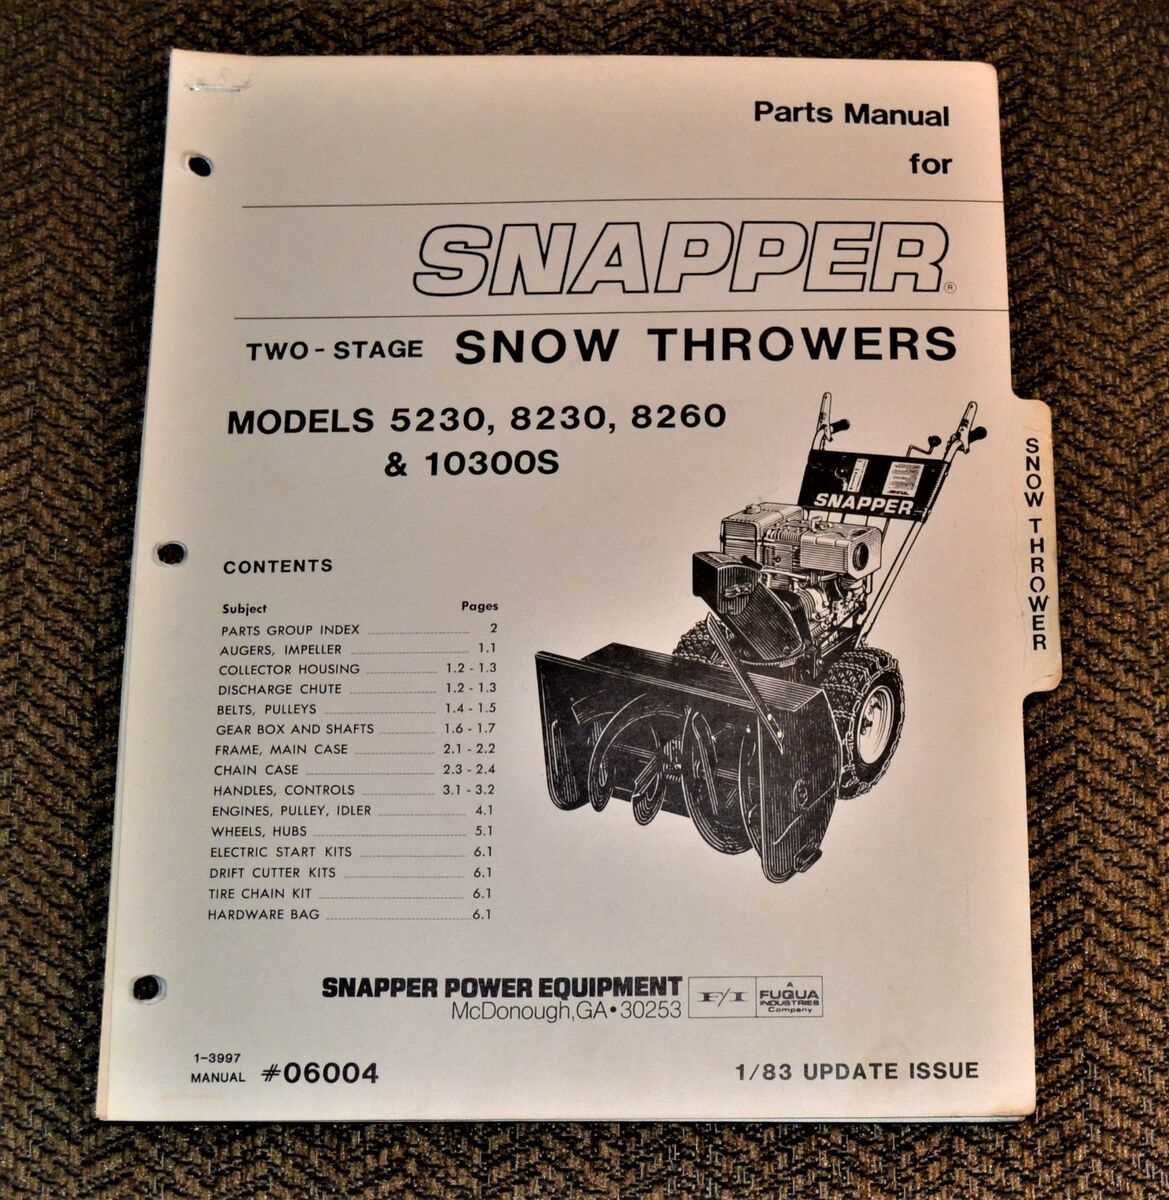 Parts Manual
for
SNAPPER®
TWO-STAGE SNOW THROWERS
MODELS 5230, 8230, 8260
& 10300S
SNAPPER
SNOW THROWER
CONTENTS
Subject Pages
PARTS GROUP INDEX 2
AUGERS, IMPELLER 1.1
COLLECTOR HOUSING 1.2 - 1.3
DISCHARGE CHUTE 1.2 - 1.3
BELTS, PULLEYS 1.4 - 1.5
GEAR BOX AND SHAFTS 1.6 - 1.7
FRAME, MAIN CASE 2.1 - 2.2
CHAIN CASE 2.3 - 2.4
HANDLES, CONTROLS 3.1 - 3.2
ENGINES, PULLEY, IDLER 4.1
WHEELS, HUBS 5.1
ELECTRIC START KITS 6.1
DRIFT CUTTER KITS 6.1
TIRE CHAIN KIT 6.1
HARDWARE BAG 6.1
SNAPPER POWER EQUIPMENT
McDonough, GA•30253
F/I
A
FUQUA
INDUSTRIES
Company
1-3997
MANUAL #06004
1/83 UPDATE ISSUE